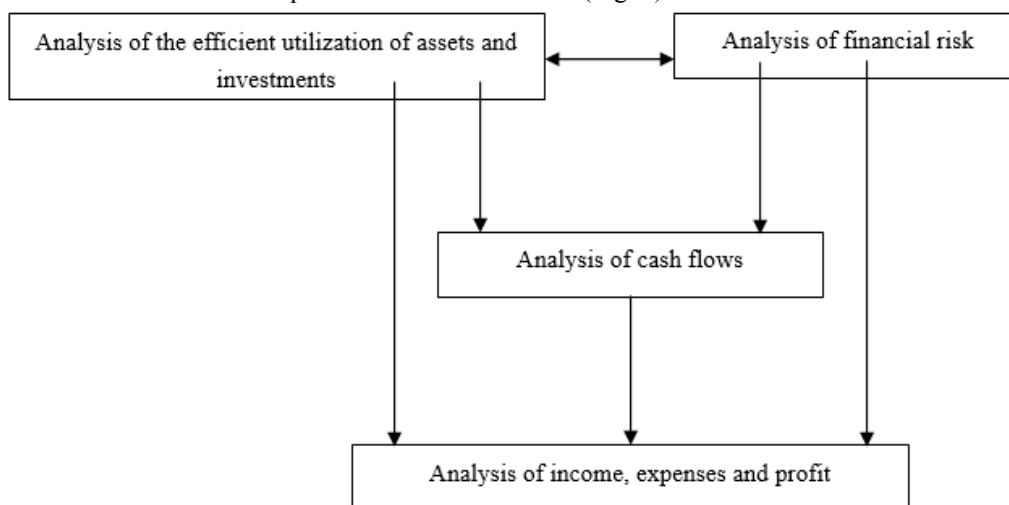 Analysis of the efficient utilization of assets and
investments
Analysis of financial risk
Analysis of cash flows
Analysis of income, expenses and profit